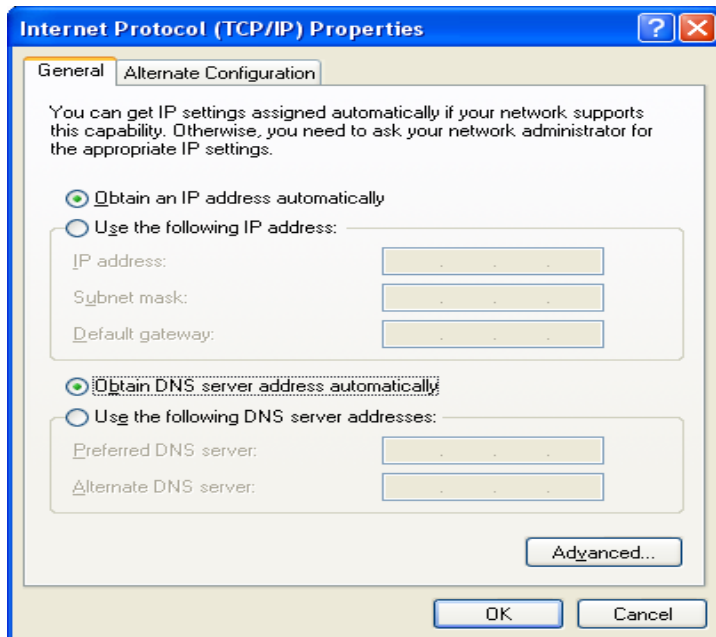 Internet Protocol (TCP/IP) Properties
General
Alternate Configuration
You can get IP settings assigned automatically if your network supports
this capability. Otherwise, you need to ask your network administrator for
the appropriate IP settings.
Obtain an IP address automatically
Use the following IP address:
IP address:
Subnet mask:
Default gateway:
Obtain DNS server address automatically
Use the following DNS server addresses:
Preferred DNS server:
Alternate DNS server:
Advanced...
OK
Cancel